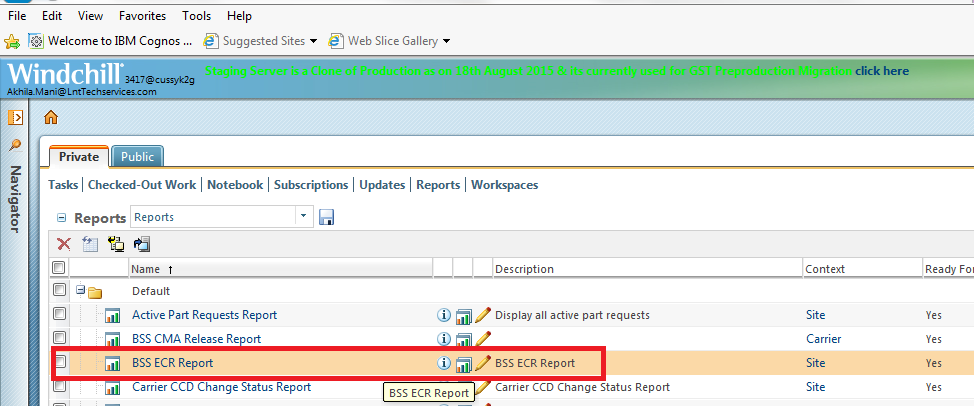 File Edit View Favorites Tools Help
Welcome to IBM Cognos ... Suggested Sites Web Slice Gallery
Windchill 3417@cussyk2g Staging Server is a Clone of Production as on 18th August 2015 & its currently used for GST Preproduction Migration click here
Akhila.Mani@LntTechservices.com
Navigator
Private Public
Tasks | Checked-Out Work | Notebook | Subscriptions | Updates | Reports | Workspaces
Reports Reports
Name ↑ Description Context Ready For
Default
Active Part Requests Report Display all active part requests Site Yes
BSS CMA Release Report Carrier Yes
BSS ECR Report BSS ECR Report Site Yes
Carrier CCD Change Status Report Carrier CCD Change Status Report Site Yes
BSS ECR Report